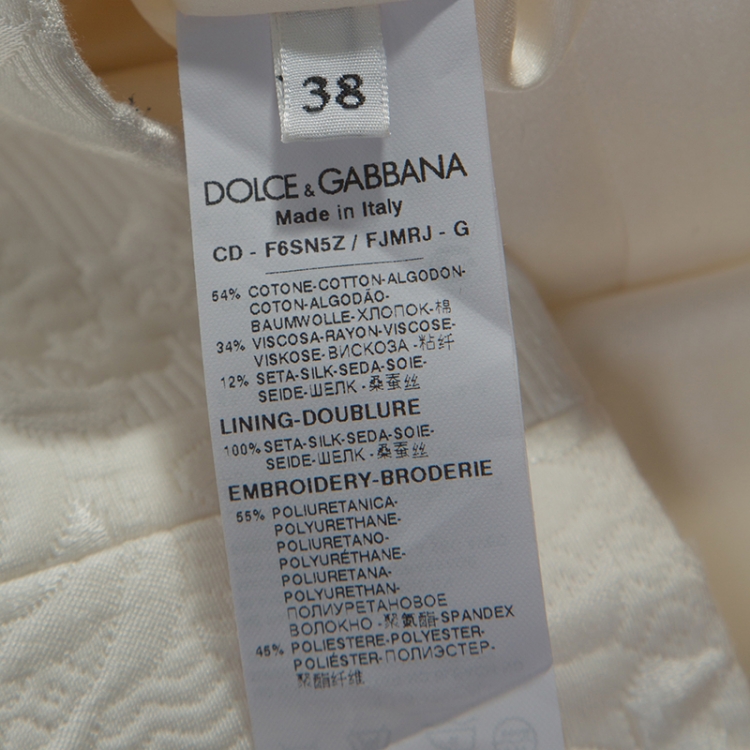 38
DOLCE & GABBANA
Made in Italy
CD - F6SN5Z / FJMRJ - G
54% COTONE-COTTON-ALGODON-
COTON-ALGODÃO-
BAUMWOLLE-ХЛОПОК-棉
34% VISCOSA-RAYON-VISCOSE-
VISKOSE-ВИСКОЗА-粘纤
12% SETA-SILK-SEDA-SOIE-
SEIDE-ШЕЛК-桑蚕丝
LINING-DOUBLURE
100% SETA-SILK-SEDA-SOIE-
SEIDE-ШЕЛК-桑蚕丝
EMBROIDERY-BRODERIE
55% POLIURETANICA-
POLYURETHANE-
POLIURETANO-
POLYURÉTHANE-
POLIURETANA-
POLYURETHAN-
ПОЛИУРЕТАНОВОЕ
ВОЛОКНО-聚氨酯-SPANDEX
45% POLIESTERE-POLYESTER-
POLIÉSTER-ПОЛИЭСТЕР-
聚酯纤维